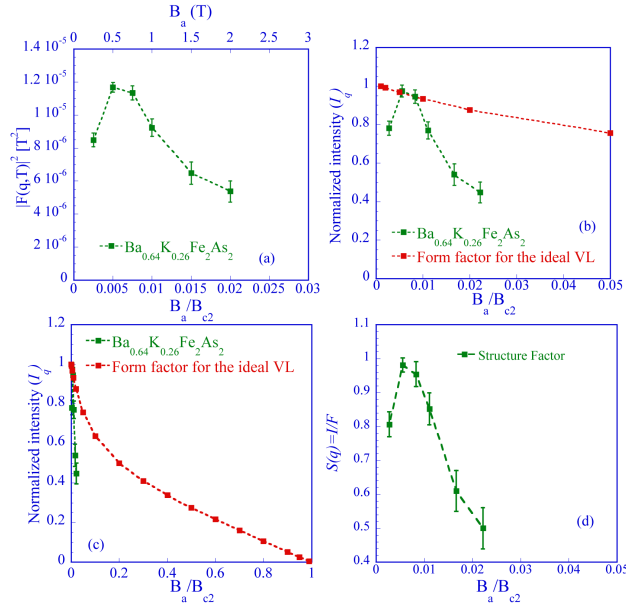 B_a (T)
0 0.5 1 1.5 2 2.5 3
1.4 10^-5
1.2 10^-5
1 10^-5
8 10^-6
6 10^-6
4 10^-6
2 10^-6
0
|F(q,T)|^2 [T^2]
Ba_0.64K_0.26Fe_2As_2
(a)
0 0.005 0.01 0.015 0.02 0.025 0.03
B_a/B_c2
1.2
1
0.8
0.6
0.4
0.2
0
Normalized intensity (I_q)
Ba_0.64K_0.26Fe_2As_2
Form factor for the ideal VL
(b)
0 0.01 0.02 0.03 0.04 0.05
B_a/B_c2
1.2
1
0.8
0.6
0.4
0.2
0
Normalized intensity (I_q)
Ba_0.64K_0.26Fe_2As_2
Form factor for the ideal VL
(c)
0 0.2 0.4 0.6 0.8 1
B_a/B_c2
1.1
1
0.9
0.8
0.7
0.6
0.5
0.4
S(q)=I/F
Structure Factor
(d)
0 0.01 0.02 0.03 0.04 0.05
B_a/B_c2